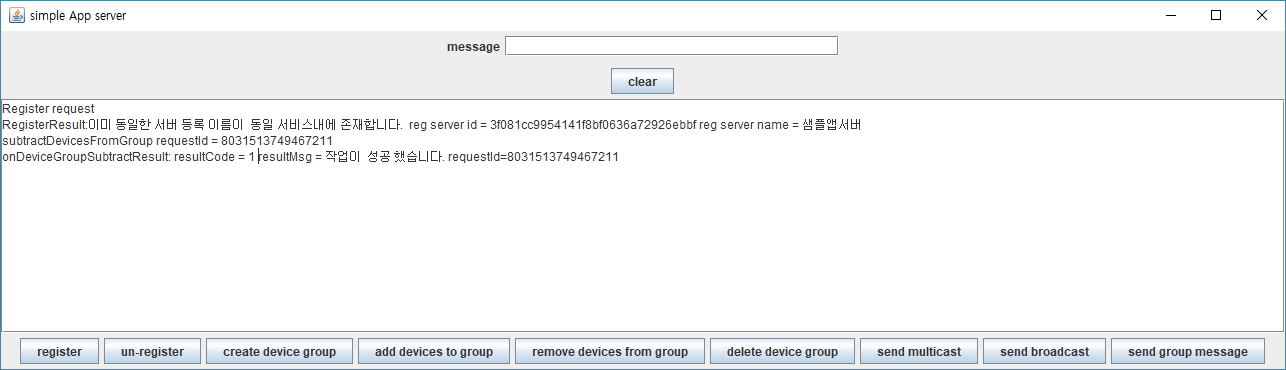 simple App server
message
clear
Register request
RegisterResult:이미 동일한 서버 등록 이름이 동일 서비스내에 존재합니다. reg server id = 3f081cc9954141f8bf0636a72926ebbf reg server name = 샘플앱서버
subtractDevicesFromGroup requestId = 8031513749467211
onDeviceGroupSubtractResult: resultCode = 1 resultMsg = 작업이 성공 했습니다. requestId=8031513749467211
register un-register create device group add devices to group remove devices from group delete device group send multicast send broadcast send group message